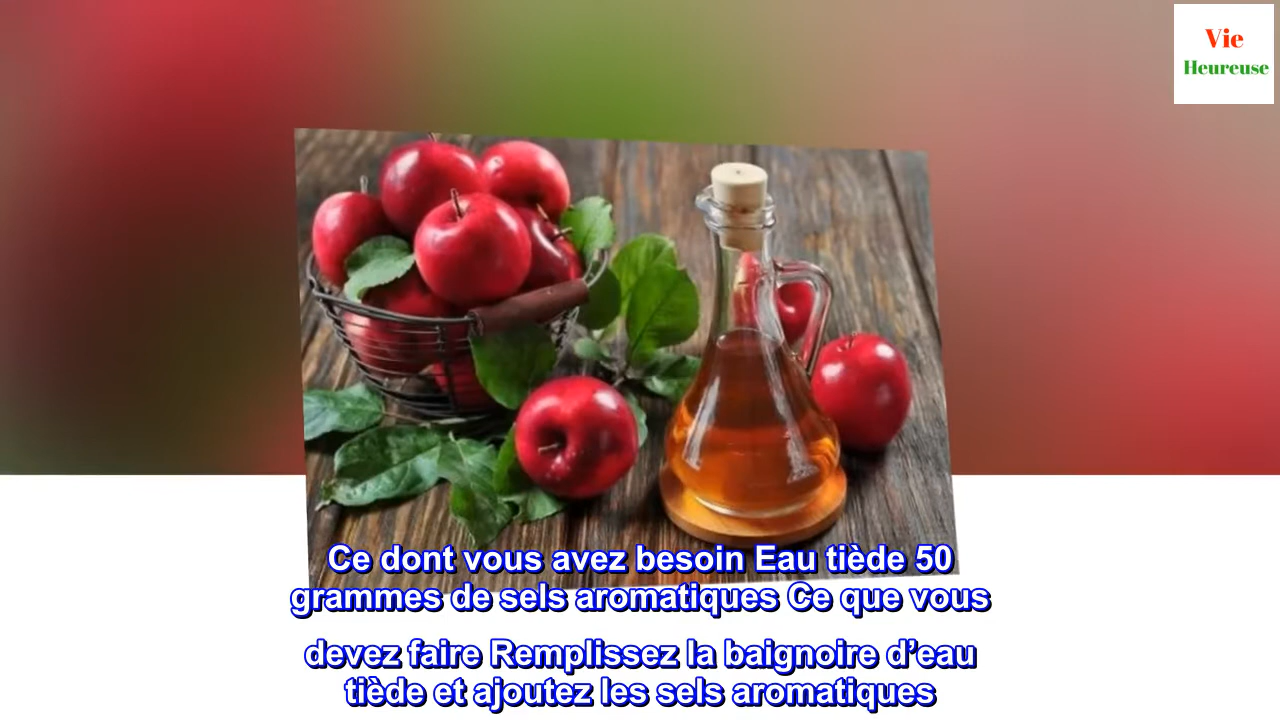 Vie
Heureuse
Ce dont vous avez besoin Eau tiède 50
grammes de sels aromatiques Ce que vous
devez faire Remplissez la baignoire d’eau
tiède et ajoutez les sels aromatiques